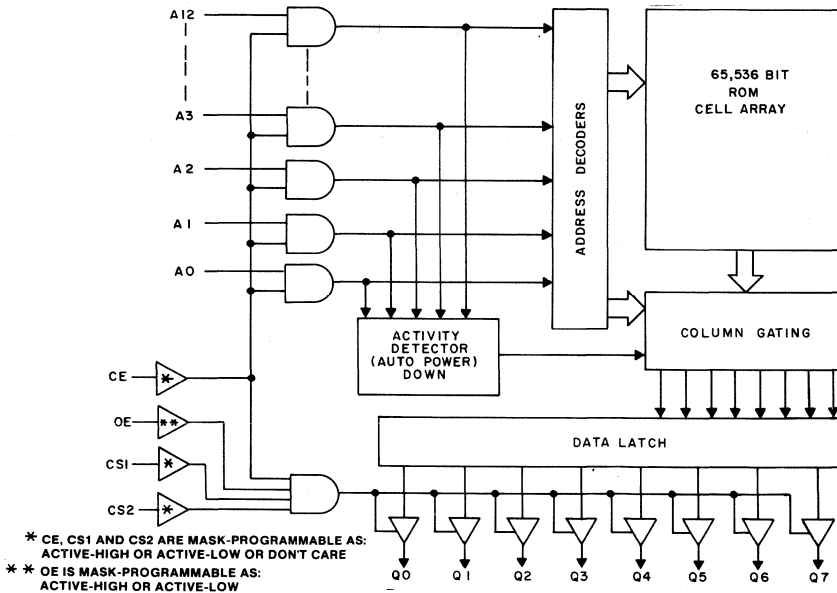 A12
A3
A2
A1
A0
ADDRESS DECODERS
65,536 BIT
ROM
CELL ARRAY
ACTIVITY
DETECTOR
(AUTO POWER)
DOWN
COLUMN GATING
CE
*
OE
**
CS1
*
CS2
*
DATA LATCH
Q0 Q1 Q2 Q3 Q4 Q5 Q6 Q7
* CE, CS1 AND CS2 ARE MASK-PROGRAMMABLE AS:
ACTIVE-HIGH OR ACTIVE-LOW OR DON'T CARE
* * OE IS MASK-PROGRAMMABLE AS:
ACTIVE-HIGH OR ACTIVE-LOW